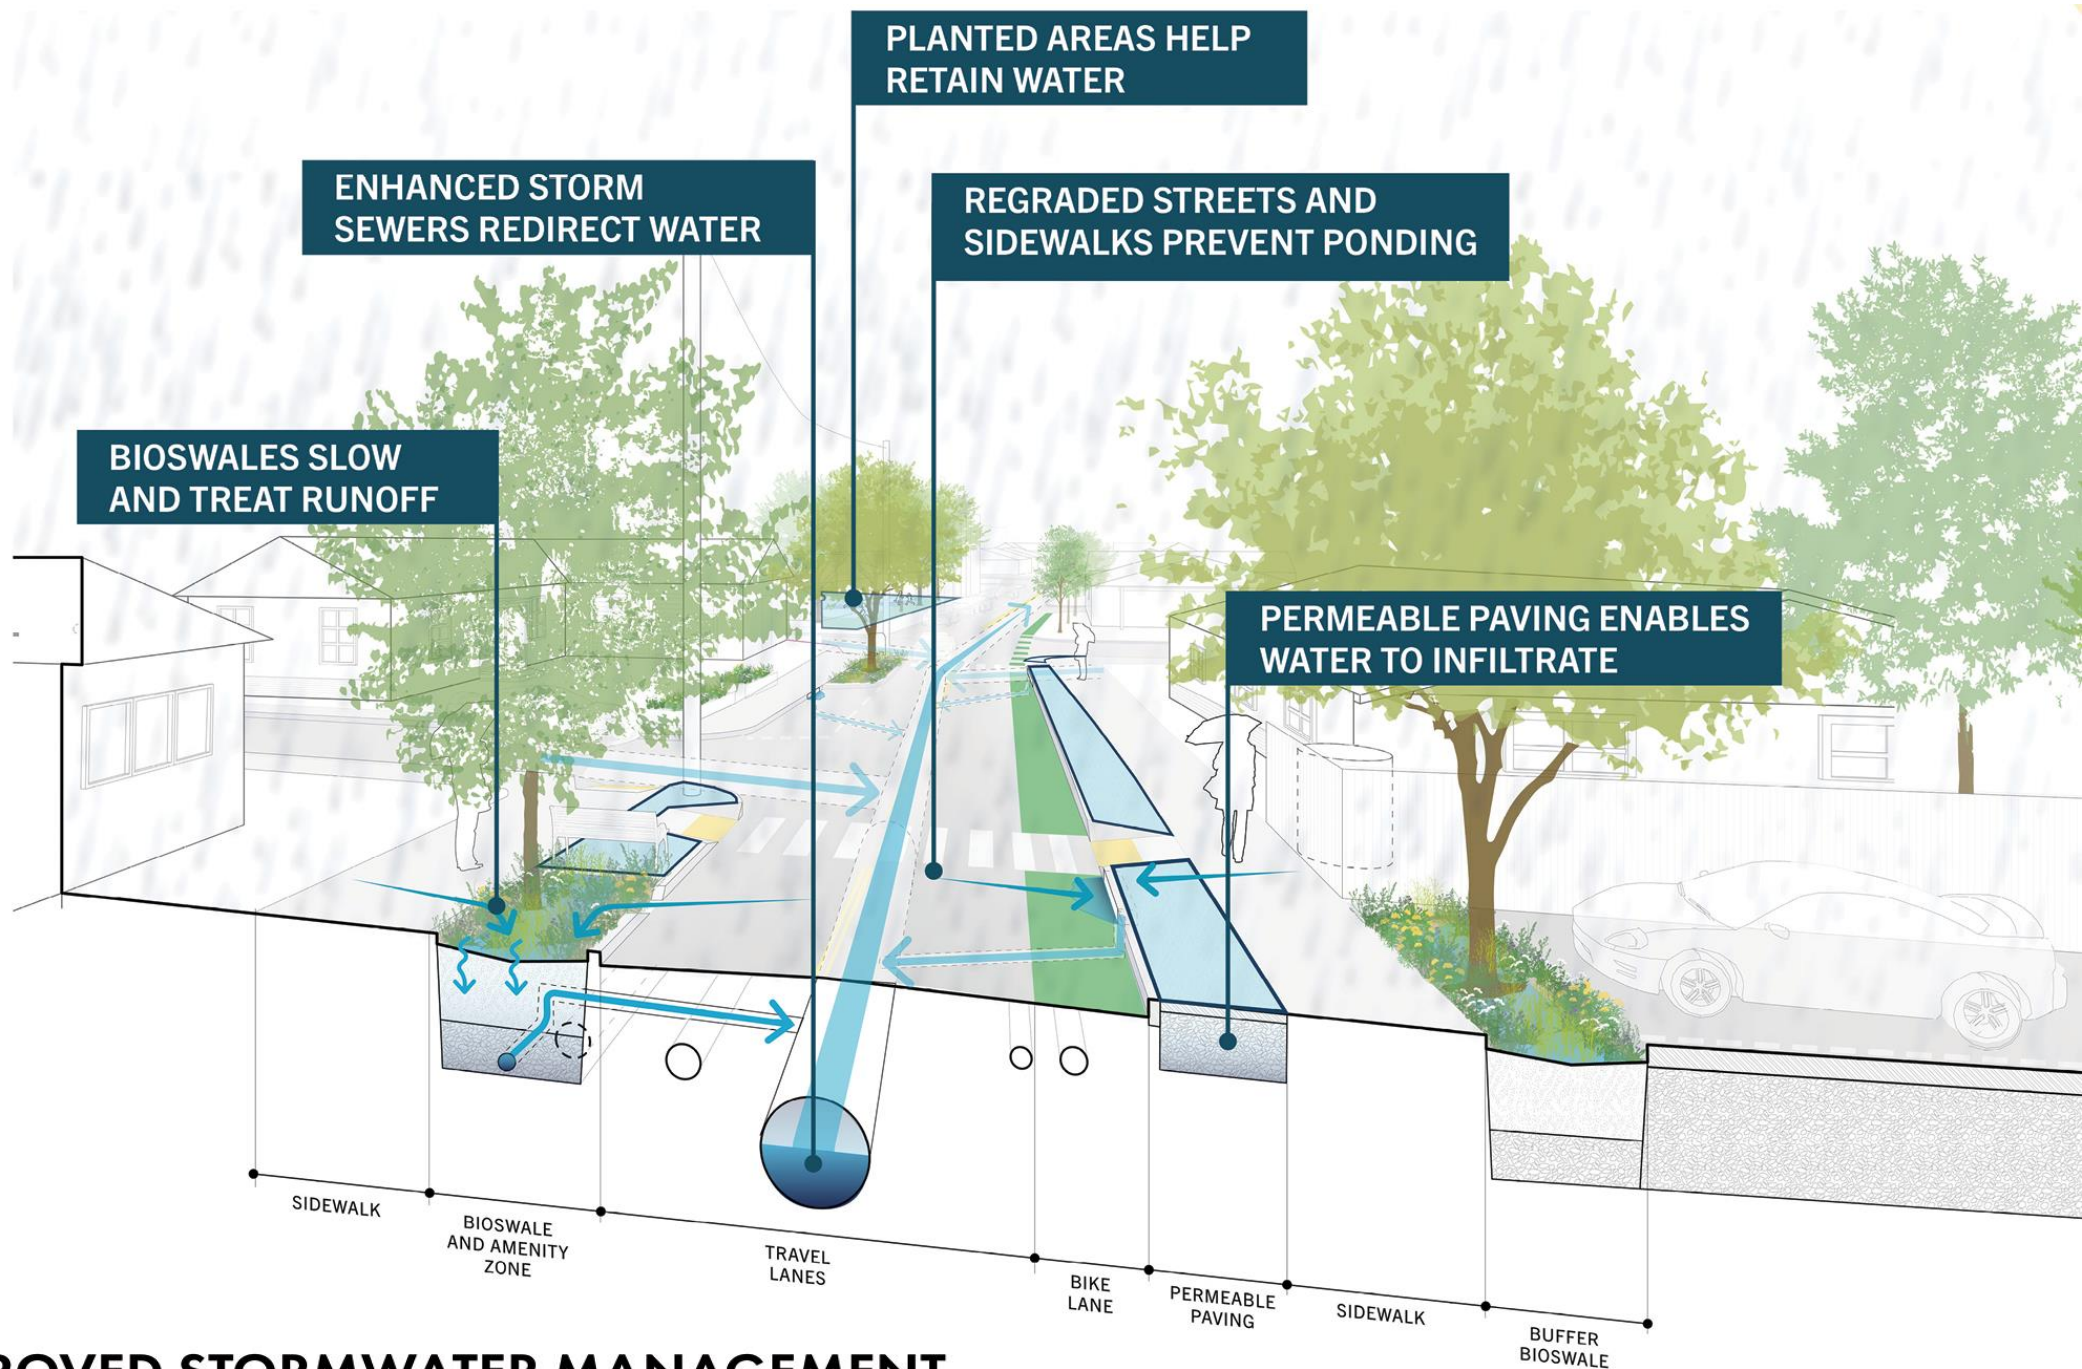 PLANTED AREAS HELP
RETAIN WATER
ENHANCED STORM
SEWERS REDIRECT WATER
REGRADED STREETS AND
SIDEWALKS PREVENT PONDING
BIOSWALES SLOW
AND TREAT RUNOFF
PERMEABLE PAVING ENABLES
WATER TO INFILTRATE
SIDEWALK
BIOSWALE
AND AMENITY
ZONE
TRAVEL
LANES
BIKE
LANE
PERMEABLE
PAVING
SIDEWALK
BUFFER
BIOSWALE
STORMWATER MANAGEMENT